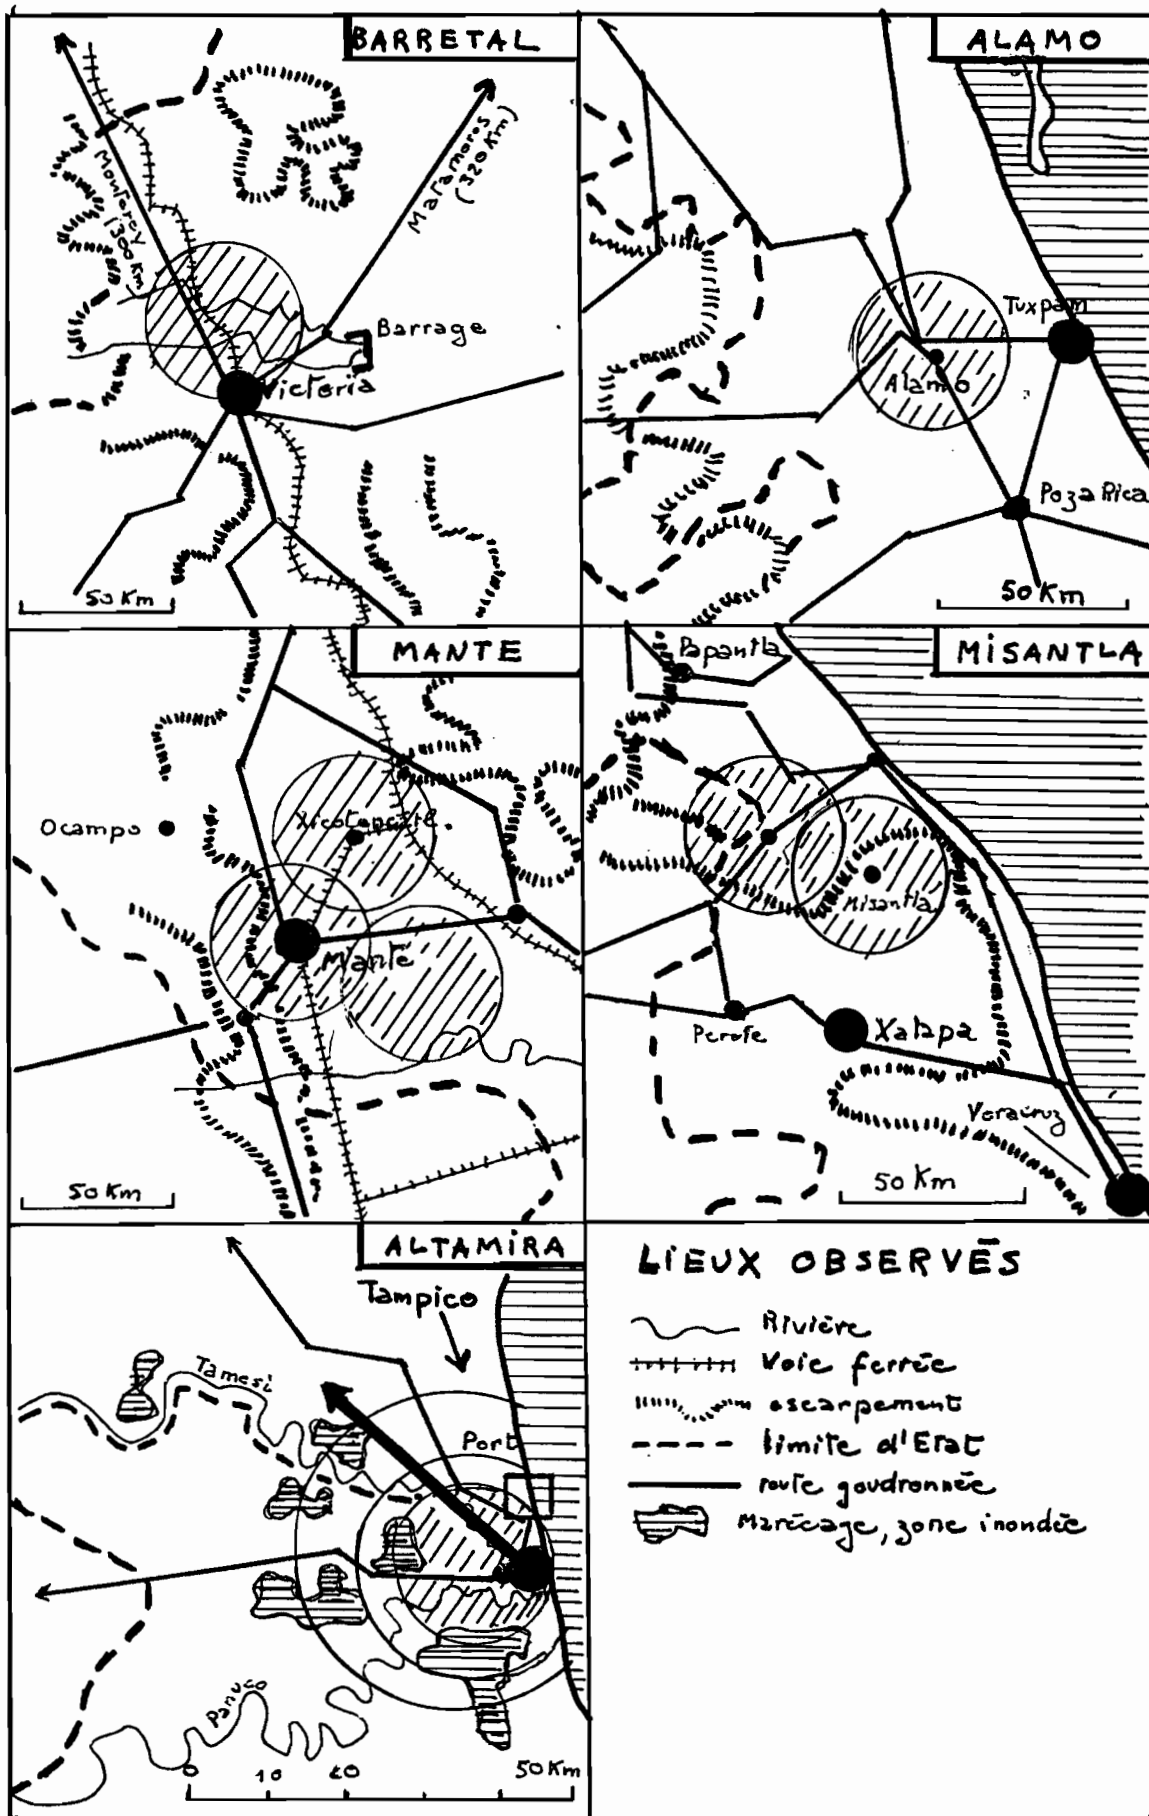 BARRETAL
Monterey
(300 Km)
Matamoros
(320 Km)
Barrage
Victoria
50 Km
ALAMO
Tuxpam
Alamo
Poza Rica
50 Km
MANTE
Ocampo
Xicotencatl.
Mante
50 Km
MISANTLA
Papantla
Misantla
Perote
Xalapa
Veracruz
50 Km
ALTAMIRA
Tampico
Tamesi
Port
Panuco
0 10 20 50 Km
LIEUX OBSERVÉS
Rivière
Voie ferrée
escarpement
limite d'Etat
route goudronnée
Marécage, zone inondée